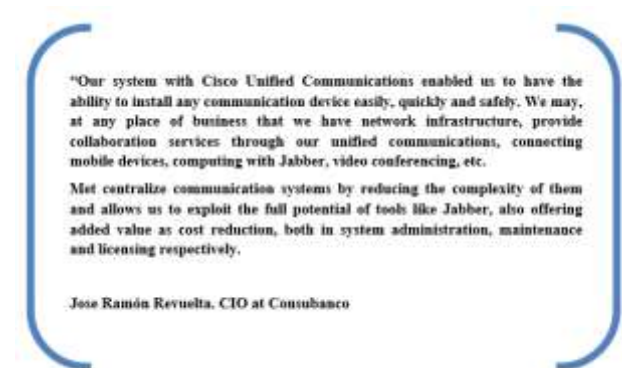 “Our system with Cisco Unified Communications enabled us to have the
ability to install any communication device easily, quickly and safely. We may,
at any place of business that we have network infrastructure, provide
collaboration services through our unified communications, connecting
mobile devices, computing with Jabber, video conferencing, etc.
Met centralize communication systems by reducing the complexity of them
and allows us to exploit the full potential of tools like Jabber, also offering
added value as cost reduction, both in system administration, maintenance
and licensing respectively.
Jose Ramón Revuelta. CIO at Consubanco